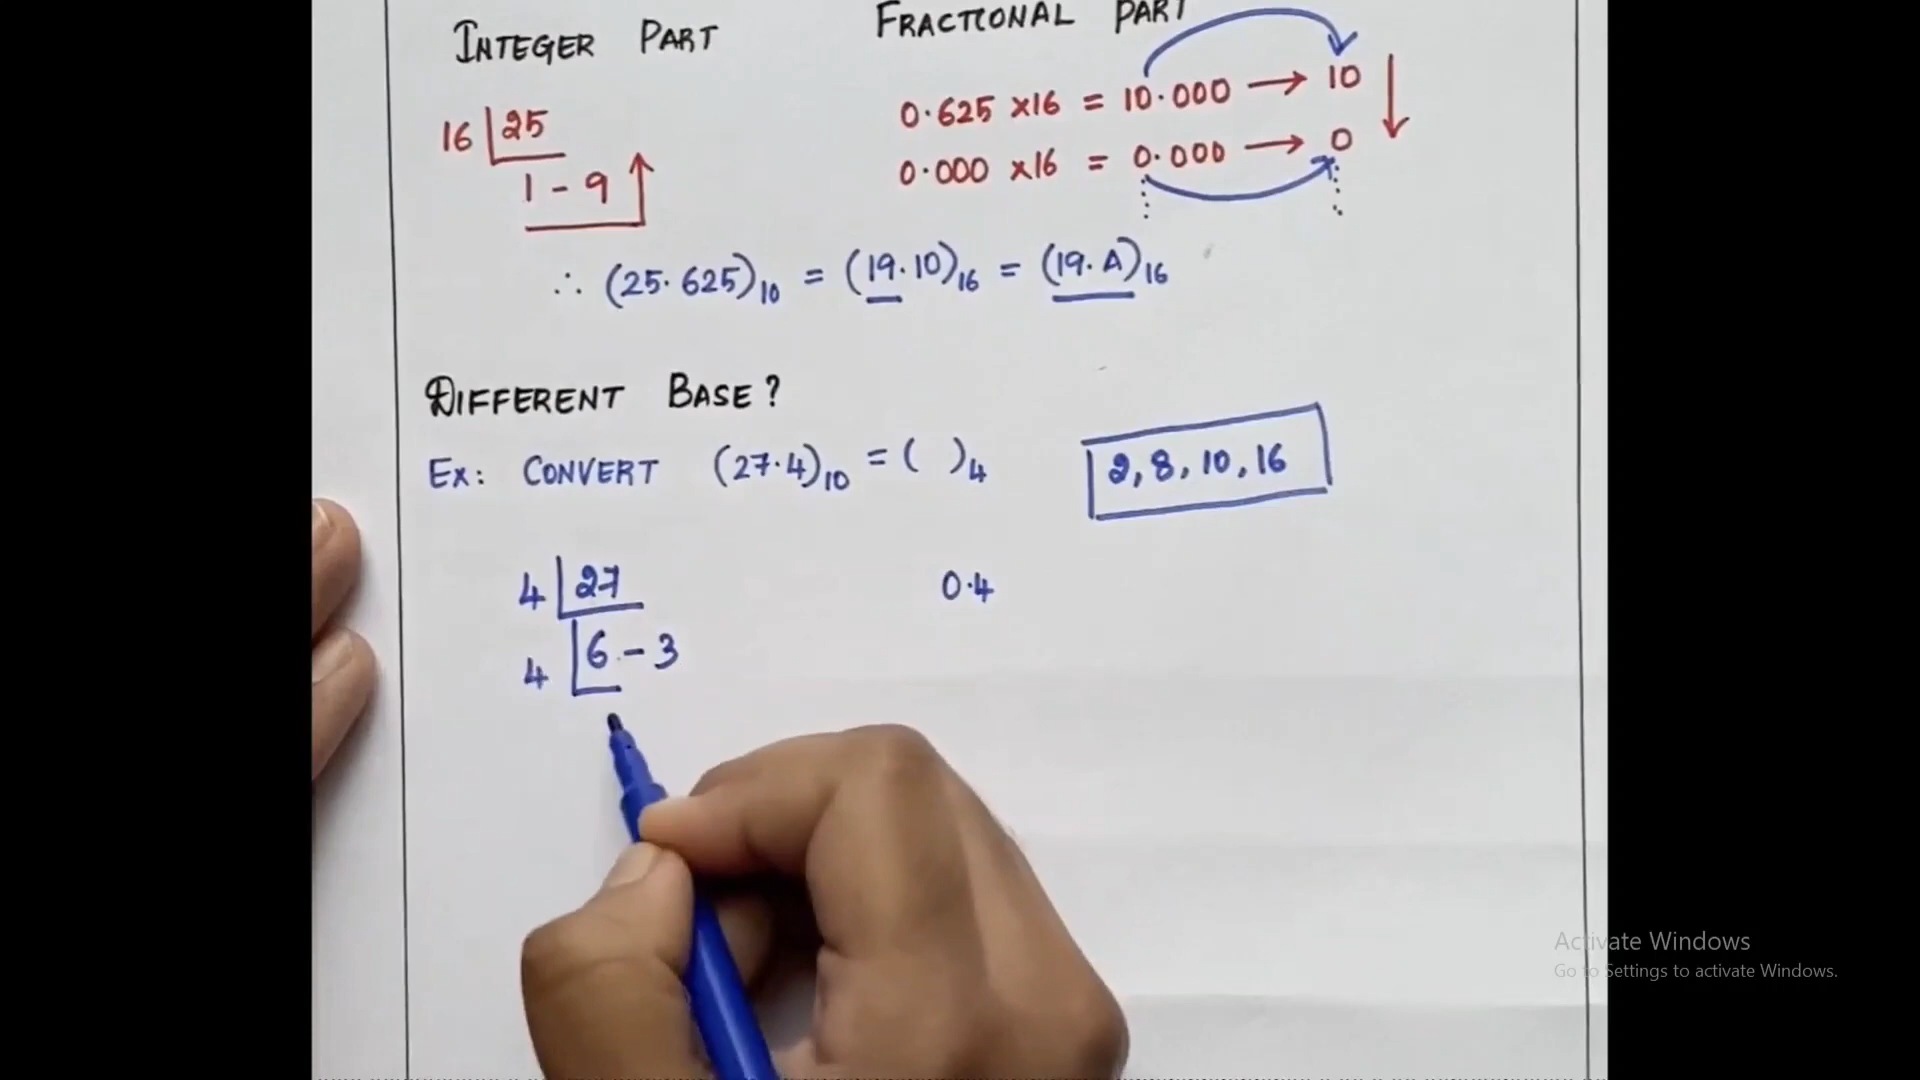 INTEGER PART
FRACTIONAL PART
16 25
1 - 9
0.625 ×16 = 10.000 → 10
0.000 ×16 = 0.000 → 0
∴ (25.625)10 = (19.10)16 = (19.A)16
DIFFERENT BASE?
EX: CONVERT (27.4)10 = ( )4
2, 8, 10, 16
4 27
4 6 - 3
0.4
Activate Windows
Go to Settings to activate Windows.